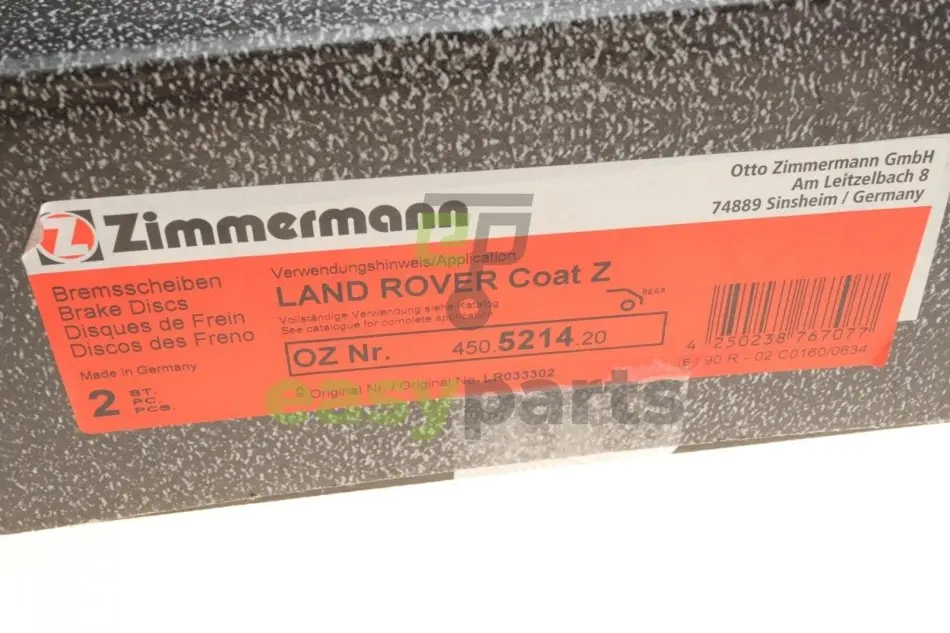 Zimmermann
Otto Zimmermann GmbH
Am Leitzelbach 8
74889 Sinsheim / Germany
Bremsscheiben
Brake Discs
Disques de Frein
Discos des Freno
Made in Germany
2 ST.
PC.
PCS.
Verwendungshinweis/Application
LAND ROVER Coat Z
Vollständige Verwendung siehe Katalog
See catalogue for complete application
REAR
OZ Nr. 450.5214.20
Original Nr. / Original No. LR033302
4 250238 767077
E 90 R - 02 C0160/0634
easyparts